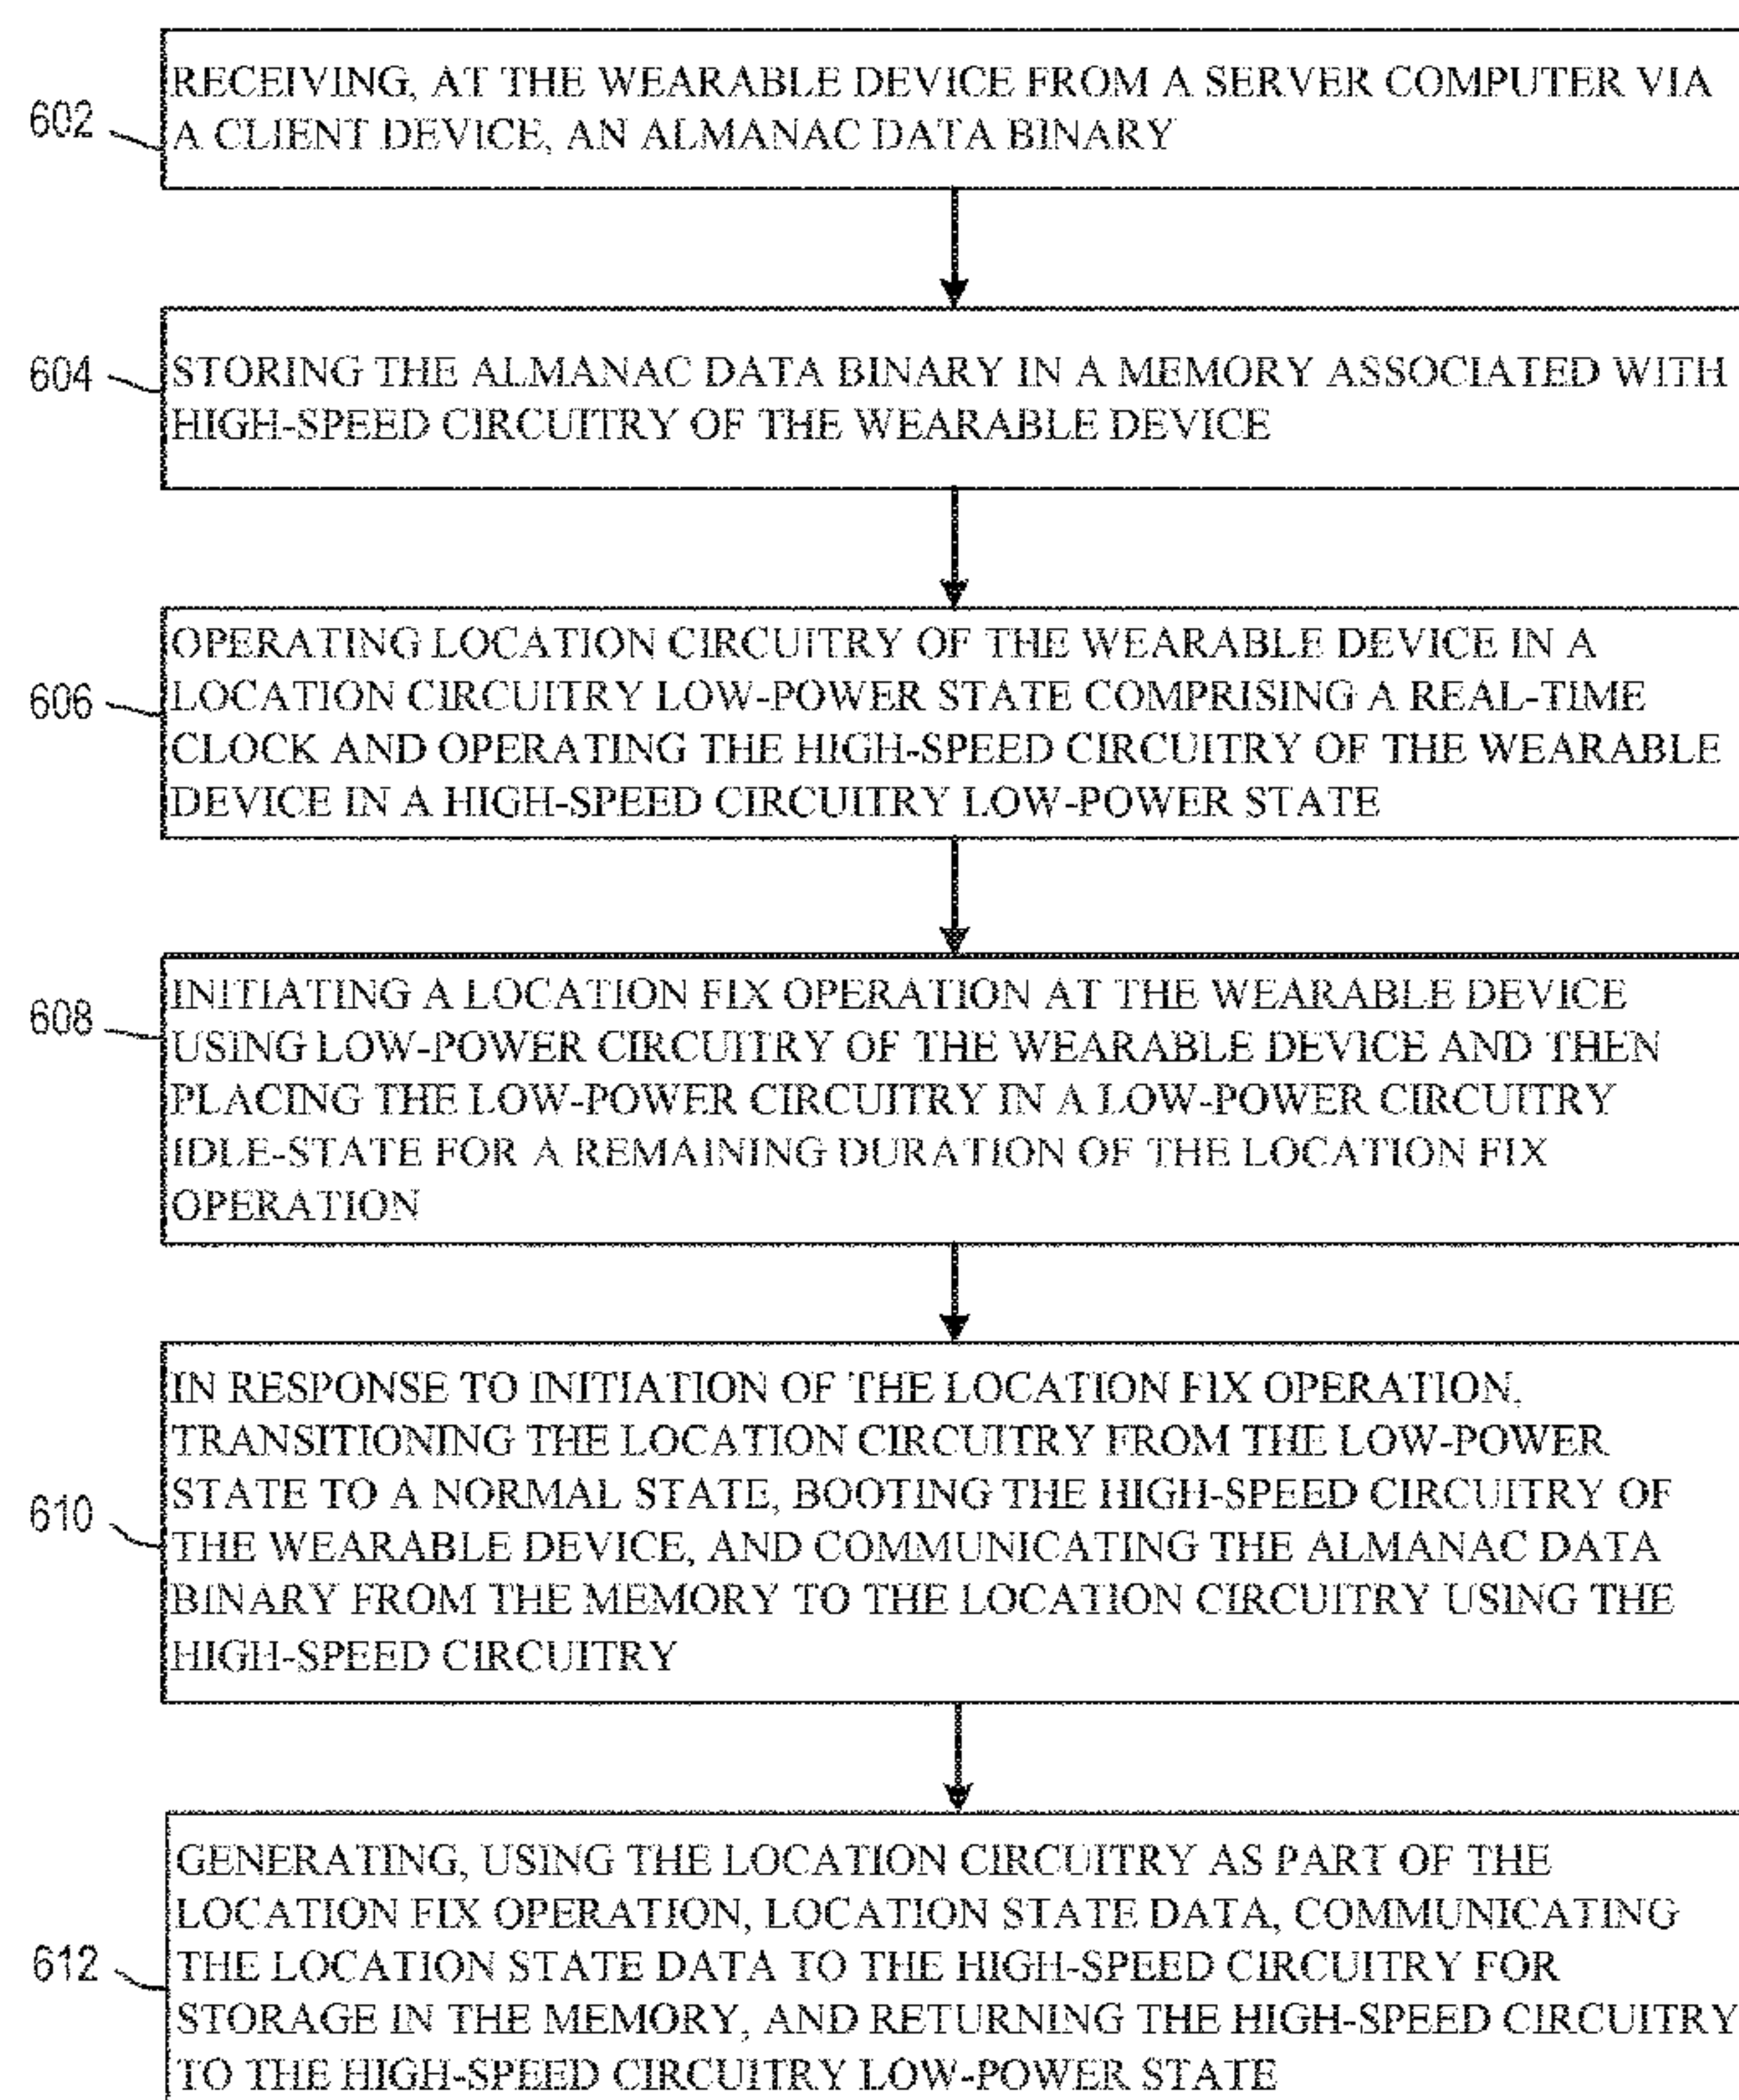 RECEIVING, AT THE WEARABLE DEVICE FROM A SERVER COMPUTER VIA
602
A CLIENT DEVICE, AN ALMANAC DATA BINARY
604
STORING THE ALMANAC DATA BINARY IN A MEMORY ASSOCIATED WITH
HIGH-SPEED CIRCUITRY OF THE WEARABLE DEVICE
OPERATING LOCATION CIRCUITRY OF THE WEARABLE DEVICE IN A
606
LOCATION CIRCUITRY LOW-POWER STATE COMPRISING A REAL-TIME
CLOCK AND OPERATING THE HIGH-SPEED CIRCUITRY OF THE WEARABLE
DEVICE IN A HIGH-SPEED CIRCUITRY LOW-POWER STATE
INITIATING A LOCATION FIX OPERATION AT THE WEARABLE DEVICE
608
USING LOW-POWER CIRCUITRY OF THE WEARABLE DEVICE AND THEN
PLACING THE LOW-POWER CIRCUITRY IN A LOW-POWER CIRCUITRY
IDLE-STATE FOR A REMAINING DURATION OF THE LOCATION FIX
OPERATION
IN RESPONSE TO INITIATION OF THE LOCATION FIX OPERATION,
TRANSITIONING THE LOCATION CIRCUITRY FROM THE LOW-POWER
STATE TO A NORMAL STATE, BOOTING THE HIGH-SPEED CIRCUITRY OF
610
THE WEARABLE DEVICE, AND COMMUNICATING THE ALMANAC DATA
BINARY FROM THE MEMORY TO THE LOCATION CIRCUITRY USING THE
HIGH-SPEED CIRCUITRY
GENERATING, USING THE LOCATION CIRCUITRY AS PART OF THE
LOCATION FIX OPERATION, LOCATION STATE DATA, COMMUNICATING
612
THE LOCATION STATE DATA TO THE HIGH-SPEED CIRCUITRY FOR
STORAGE IN THE MEMORY, AND RETURNING THE HIGH-SPEED CIRCUITRY
TO THE HIGH-SPEED CIRCUITRY LOW-POWER STATE